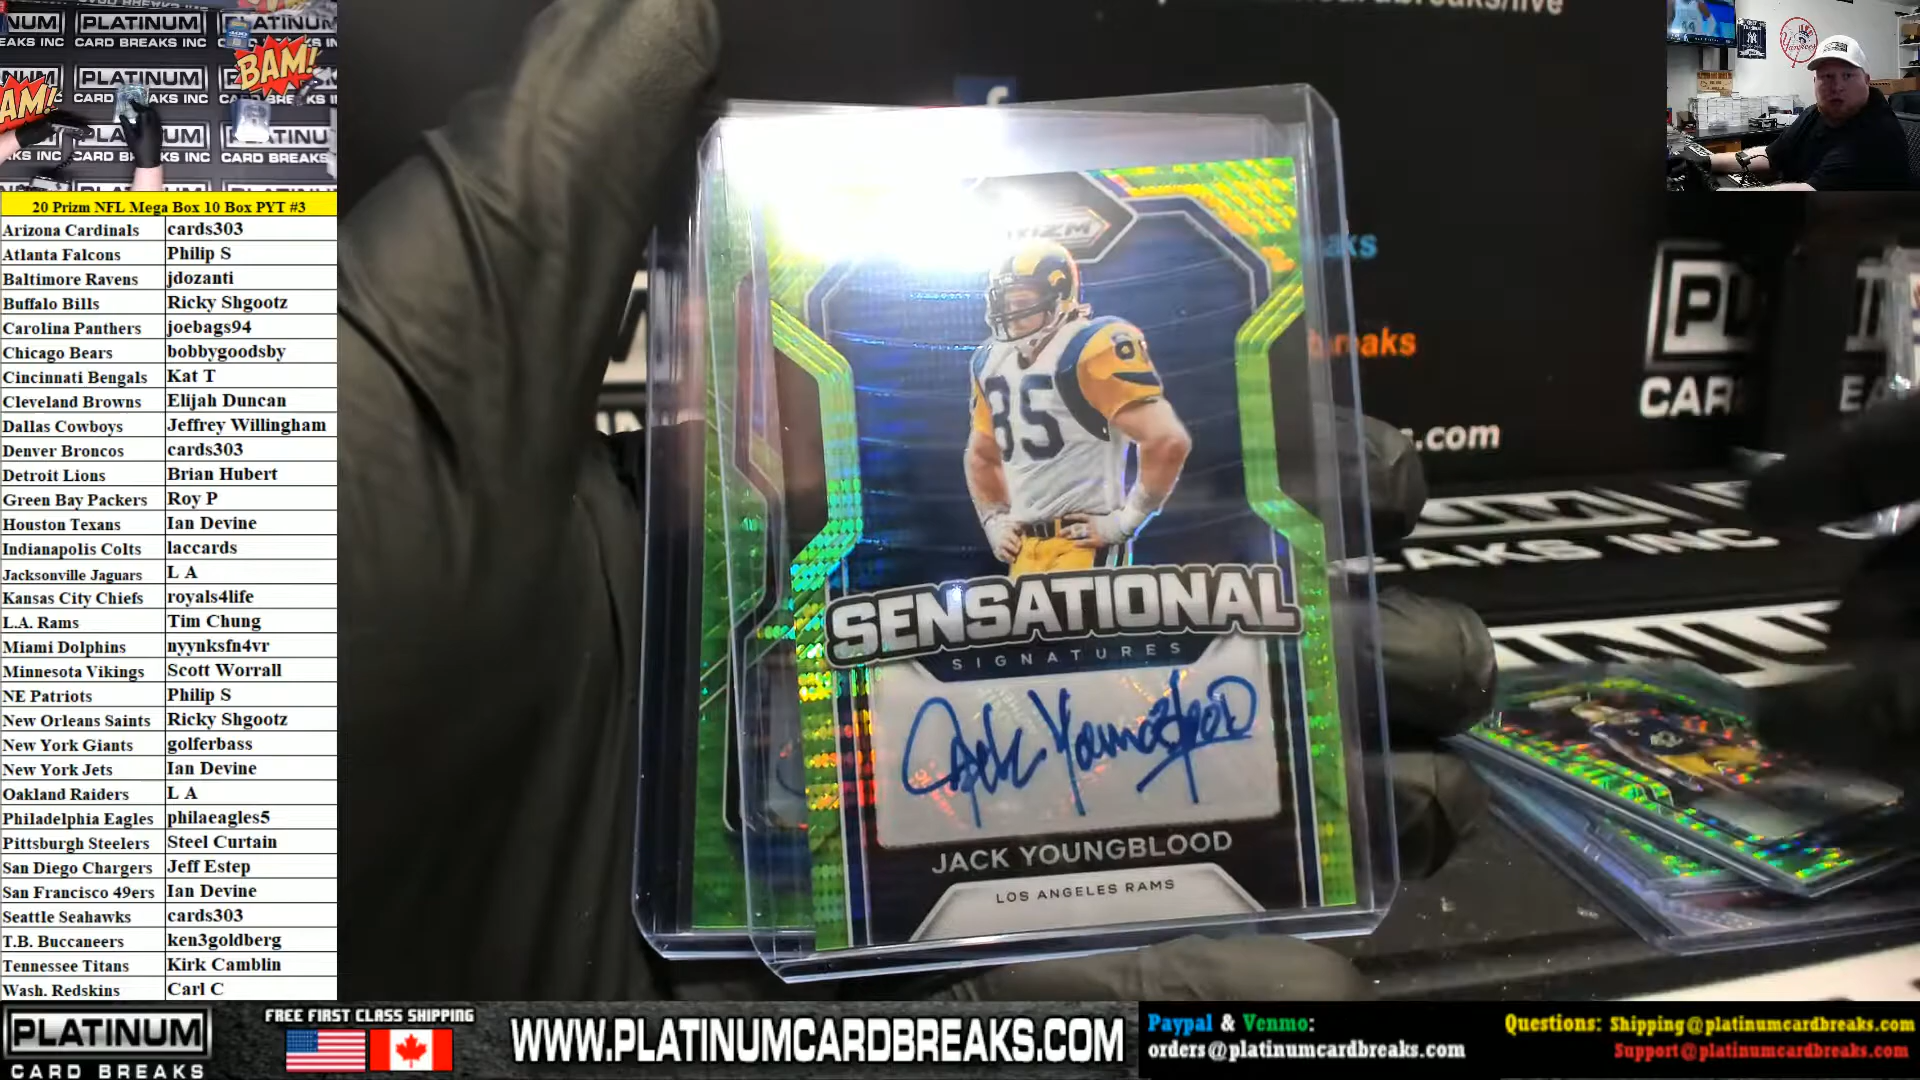 PLATINUM
CARD BREAKS INC
BAM!
20 Prizm NFL Mega Box 10 Box PYT #3
Arizona Cardinals cards303
Atlanta Falcons Philip S
Baltimore Ravens jdozanti
Buffalo Bills Ricky Shgootz
Carolina Panthers joebags94
Chicago Bears bobbygoodsby
Cincinnati Bengals Kat T
Cleveland Browns Elijah Duncan
Dallas Cowboys Jeffrey Willingham
Denver Broncos cards303
Detroit Lions Brian Hubert
Green Bay Packers Roy P
Houston Texans Ian Devine
Indianapolis Colts laccards
Jacksonville Jaguars L A
Kansas City Chiefs royals4life
L.A. Rams Tim Chung
Miami Dolphins nyynksfn4vr
Minnesota Vikings Scott Worrall
NE Patriots Philip S
New Orleans Saints Ricky Shgootz
New York Giants golferbass
New York Jets Ian Devine
Oakland Raiders L A
Philadelphia Eagles philaeagles5
Pittsburgh Steelers Steel Curtain
San Diego Chargers Jeff Estep
San Francisco 49ers Ian Devine
Seattle Seahawks cards303
T.B. Buccaneers ken3goldberg
Tennessee Titans Kirk Camblin
Wash. Redskins Carl C
85
SENSATIONAL
SIGNATURES
Jack Youngblood
JACK YOUNGBLOOD
LOS ANGELES RAMS
.com
PLATINUM
CARD BREAKS
FREE FIRST CLASS SHIPPING
WWW.PLATINUMCARDBREAKS.COM
Paypal & Venmo:
orders@platinumcardbreaks.com
Questions: Shipping@platinumcardbreaks.com
Support@platinumcardbreaks.com